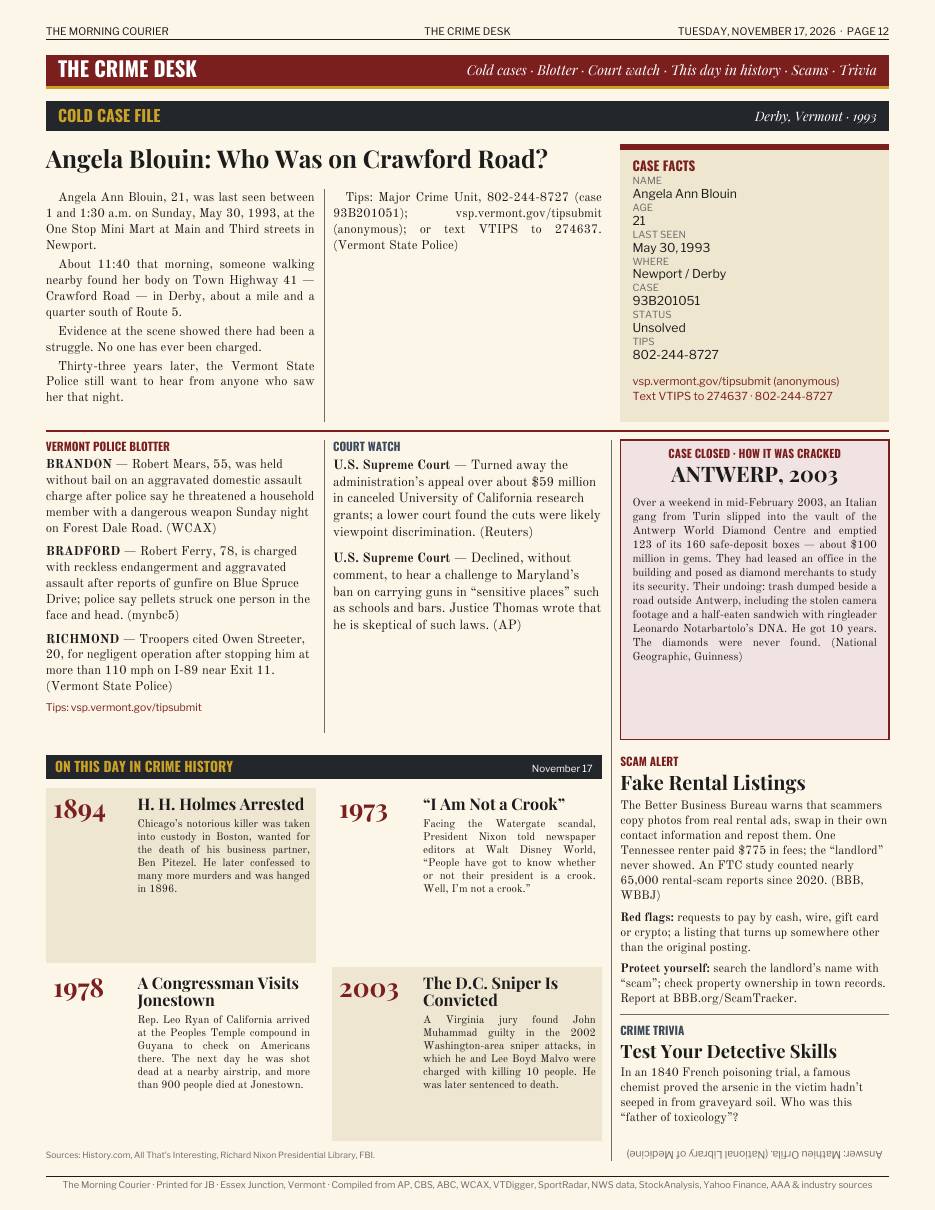 THE MORNING COURIER
THE CRIME DESK
TUESDAY, NOVEMBER 17, 2026 · PAGE 12
THE CRIME DESK
Cold cases · Blotter · Court watch · This day in history · Scams · Trivia
COLD CASE FILE
Derby, Vermont · 1993
Angela Blouin: Who Was on Crawford Road?
Angela Ann Blouin, 21, was last seen between
1 and 1:30 a.m. on Sunday, May 30, 1993, at the
One Stop Mini Mart at Main and Third streets in
Newport.
About 11:40 that morning, someone walking
nearby found her body on Town Highway 41 —
Crawford Road — in Derby, about a mile and a
quarter south of Route 5.
Evidence at the scene showed there had been a
struggle. No one has ever been charged.
Thirty-three years later, the Vermont State
Police still want to hear from anyone who saw
her that night.
Tips: Major Crime Unit, 802-244-8727 (case
93B201051); vsp.vermont.gov/tipsubmit
(anonymous); or text VTIPS to 274637.
(Vermont State Police)
CASE FACTS
NAME
Angela Ann Blouin
AGE
21
LAST SEEN
May 30, 1993
WHERE
Newport / Derby
CASE
93B201051
STATUS
Unsolved
TIPS
802-244-8727
vsp.vermont.gov/tipsubmit (anonymous)
Text VTIPS to 274637 · 802-244-8727
VERMONT POLICE BLOTTER
BRANDON — Robert Mears, 55, was held
without bail on an aggravated domestic assault
charge after police say he threatened a household
member with a dangerous weapon Sunday night
on Forest Dale Road. (WCAX)
BRADFORD — Robert Ferry, 78, is charged
with reckless endangerment and aggravated
assault after reports of gunfire on Blue Spruce
Drive; police say pellets struck one person in the
face and head. (mynbc5)
RICHMOND — Troopers cited Owen Streeter,
20, for negligent operation after stopping him at
more than 110 mph on I-89 near Exit 11.
(Vermont State Police)
Tips: vsp.vermont.gov/tipsubmit
COURT WATCH
U.S. Supreme Court — Turned away the
administration’s appeal over about $59 million
in canceled University of California research
grants; a lower court found the cuts were likely
viewpoint discrimination. (Reuters)
U.S. Supreme Court — Declined, without
comment, to hear a challenge to Maryland’s
ban on carrying guns in “sensitive places” such
as schools and bars. Justice Thomas wrote that
he is skeptical of such laws. (AP)
CASE CLOSED · HOW IT WAS CRACKED
ANTWERP, 2003
Over a weekend in mid-February 2003, an Italian
gang from Turin slipped into the vault of the
Antwerp World Diamond Centre and emptied
123 of its 160 safe-deposit boxes — about $100
million in gems. They had leased an office in the
building and posed as diamond merchants to study
its security. Their undoing: trash dumped beside a
road outside Antwerp, including the stolen camera
footage and a half-eaten sandwich with ringleader
Leonardo Notarbartolo’s DNA. He got 10 years.
The diamonds were never found. (National
Geographic, Guinness)
ON THIS DAY IN CRIME HISTORY
November 17
1894
H. H. Holmes Arrested
Chicago’s notorious killer was taken
into custody in Boston, wanted for
the death of his business partner,
Ben Pitezel. He later confessed to
many more murders and was hanged
in 1896.
1973
“I Am Not a Crook”
Facing the Watergate scandal,
President Nixon told newspaper
editors at Walt Disney World,
“People have got to know whether
or not their president is a crook.
Well, I’m not a crook.”
1978
A Congressman Visits
Jonestown
Rep. Leo Ryan of California arrived
at the Peoples Temple compound in
Guyana to check on Americans
there. The next day he was shot
dead at a nearby airstrip, and more
than 900 people died at Jonestown.
2003
The D.C. Sniper Is
Convicted
A Virginia jury found John
Muhammad guilty in the 2002
Washington-area sniper attacks, in
which he and Lee Boyd Malvo were
charged with killing 10 people. He
was later sentenced to death.
Sources: History.com, All That's Interesting, Richard Nixon Presidential Library, FBI.
SCAM ALERT
Fake Rental Listings
The Better Business Bureau warns that scammers
copy photos from real rental ads, swap in their own
contact information and repost them. One
Tennessee renter paid $775 in fees; the “landlord”
never showed. An FTC study counted nearly
65,000 rental-scam reports since 2020. (BBB,
WBBJ)
Red flags: requests to pay by cash, wire, gift card
or crypto; a listing that turns up somewhere other
than the original posting.
Protect yourself: search the landlord’s name with
“scam”; check property ownership in town records.
Report at BBB.org/ScamTracker.
CRIME TRIVIA
Test Your Detective Skills
In an 1840 French poisoning trial, a famous
chemist proved the arsenic in the victim hadn’t
seeped in from graveyard soil. Who was this
“father of toxicology”?
Answer: Mathieu Orfila. (National Library of Medicine)
The Morning Courier · Printed for JB · Essex Junction, Vermont · Compiled from AP, CBS, ABC, WCAX, VTDigger, SportRadar, NWS data, StockAnalysis, Yahoo Finance, AAA & industry sources